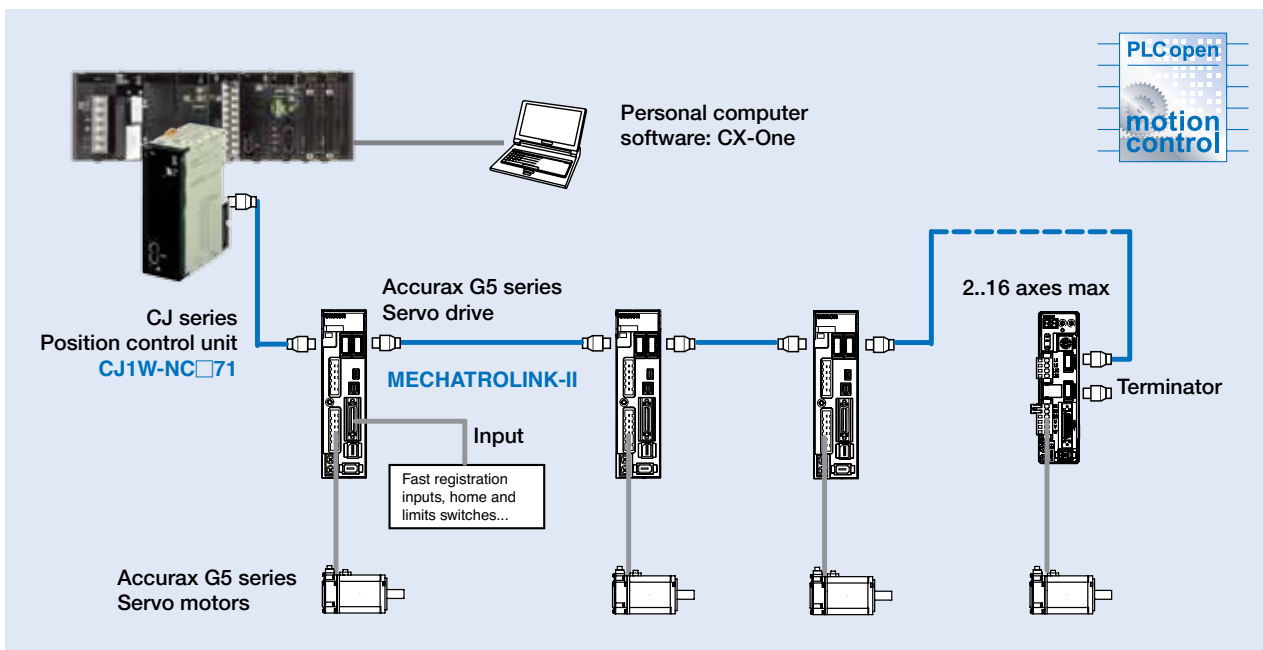 PLCopen
motion
control
Personal computer
software: CX-One
CJ series
Position control unit
CJ1W-NC□71
Accurax G5 series
Servo drive
MECHATROLINK-II
2..16 axes max
Terminator
Input
Fast registration
inputs, home and
limits switches...
Accurax G5 series
Servo motors